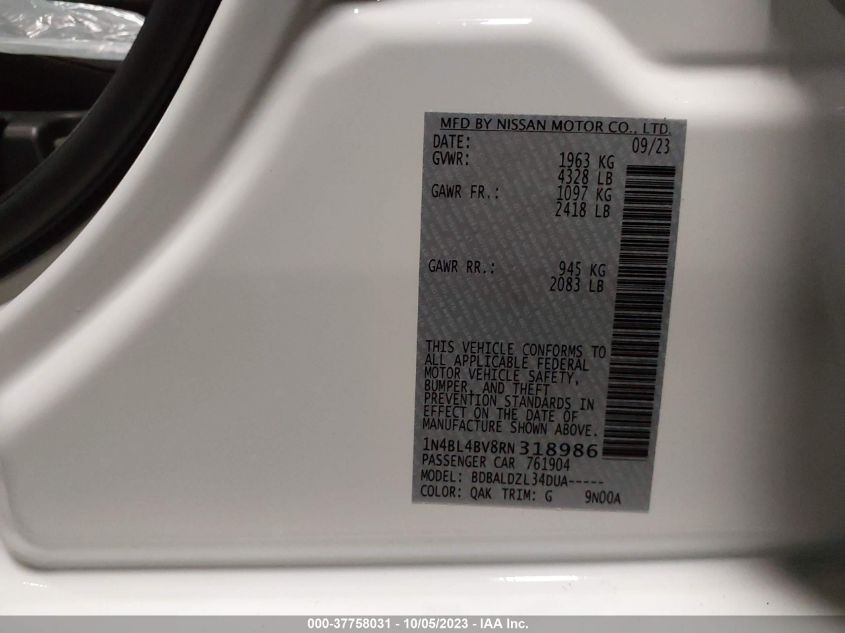 MFD BY NISSAN MOTOR CO., LTD.
DATE: 09/23
GVWR: 1963 KG
4328 LB
GAWR FR.: 1097 KG
2418 LB
GAWR RR.: 945 KG
2083 LB
THIS VEHICLE CONFORMS TO
ALL APPLICABLE FEDERAL
MOTOR VEHICLE SAFETY,
BUMPER, AND THEFT
PREVENTION STANDARDS IN
EFFECT ON THE DATE OF
MANUFACTURE SHOWN ABOVE.
1N4BL4BV8RN318986
PASSENGER CAR 761904
MODEL: BDBALDZL34DUA-----
COLOR: QAK TRIM: G 9N00A
000-37758031 - 10/05/2023 - IAA Inc.